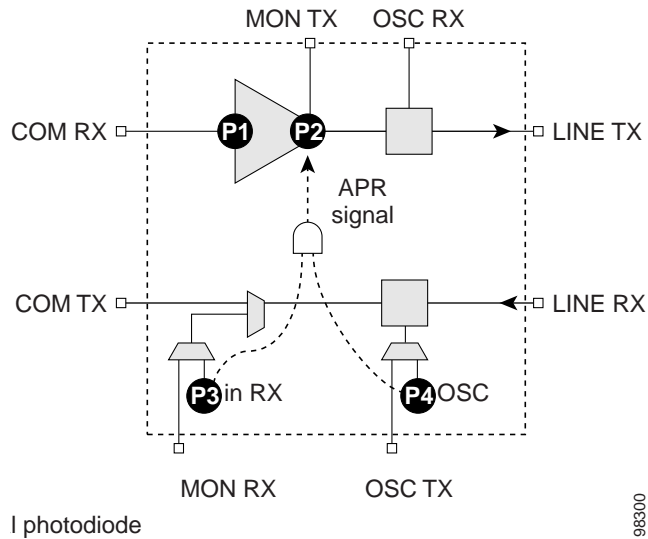 MON TX
OSC RX
COM RX
P1
P2
LINE TX
APR
signal
COM TX
LINE RX
P3 in RX
P4 OSC
MON RX
OSC TX
l photodiode
98300